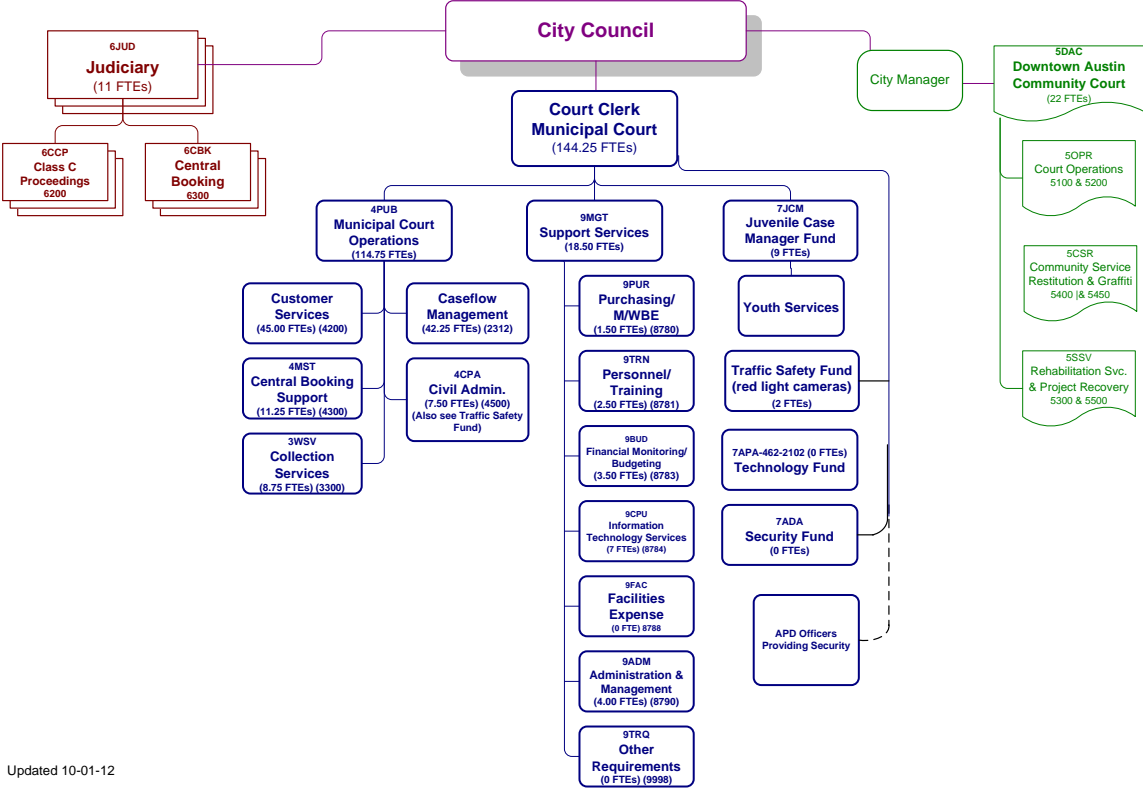 City Council
6JUD
Judiciary
(11 FTEs)
6CCP
Class C
Proceedings
6200
6CBK
Central
Booking
6300
Court Clerk
Municipal Court
(144.25 FTEs)
City Manager
5DAC
Downtown Austin
Community Court
(22 FTEs)
5OPR
Court Operations
5100 & 5200
5CSR
Community Service
Restitution & Graffiti
5400 |& 5450
5SSV
Rehabilitation Svc.
& Project Recovery
5300 & 5500
4PUB
Municipal Court
Operations
(114.75 FTEs)
Customer
Services
(45.00 FTEs) (4200)
Caseflow
Management
(42.25 FTEs) (2312)
4MST
Central Booking
Support
(11.25 FTEs) (4300)
4CPA
Civil Admin.
(7.50 FTEs) (4500)
(Also see Traffic Safety
Fund)
3WSV
Collection
Services
(8.75 FTEs) (3300)
9MGT
Support Services
(18.50 FTEs)
9PUR
Purchasing/
M/WBE
(1.50 FTEs) (8780)
9TRN
Personnel/
Training
(2.50 FTEs) (8781)
9BUD
Financial Monitoring/
Budgeting
(3.50 FTEs) (8783)
9CPU
Information
Technology Services
(7 FTEs) (8784)
9FAC
Facilities
Expense
(0 FTE) 8788
9ADM
Administration &
Management
(4.00 FTEs) (8790)
9TRQ
Other
Requirements
(0 FTEs) (9998)
7JCM
Juvenile Case
Manager Fund
(9 FTEs)
Youth Services
Traffic Safety Fund
(red light cameras)
(2 FTEs)
7APA-462-2102 (0 FTEs)
Technology Fund
7ADA
Security Fund
(0 FTEs)
APD Officers
Providing Security
Updated 10-01-12